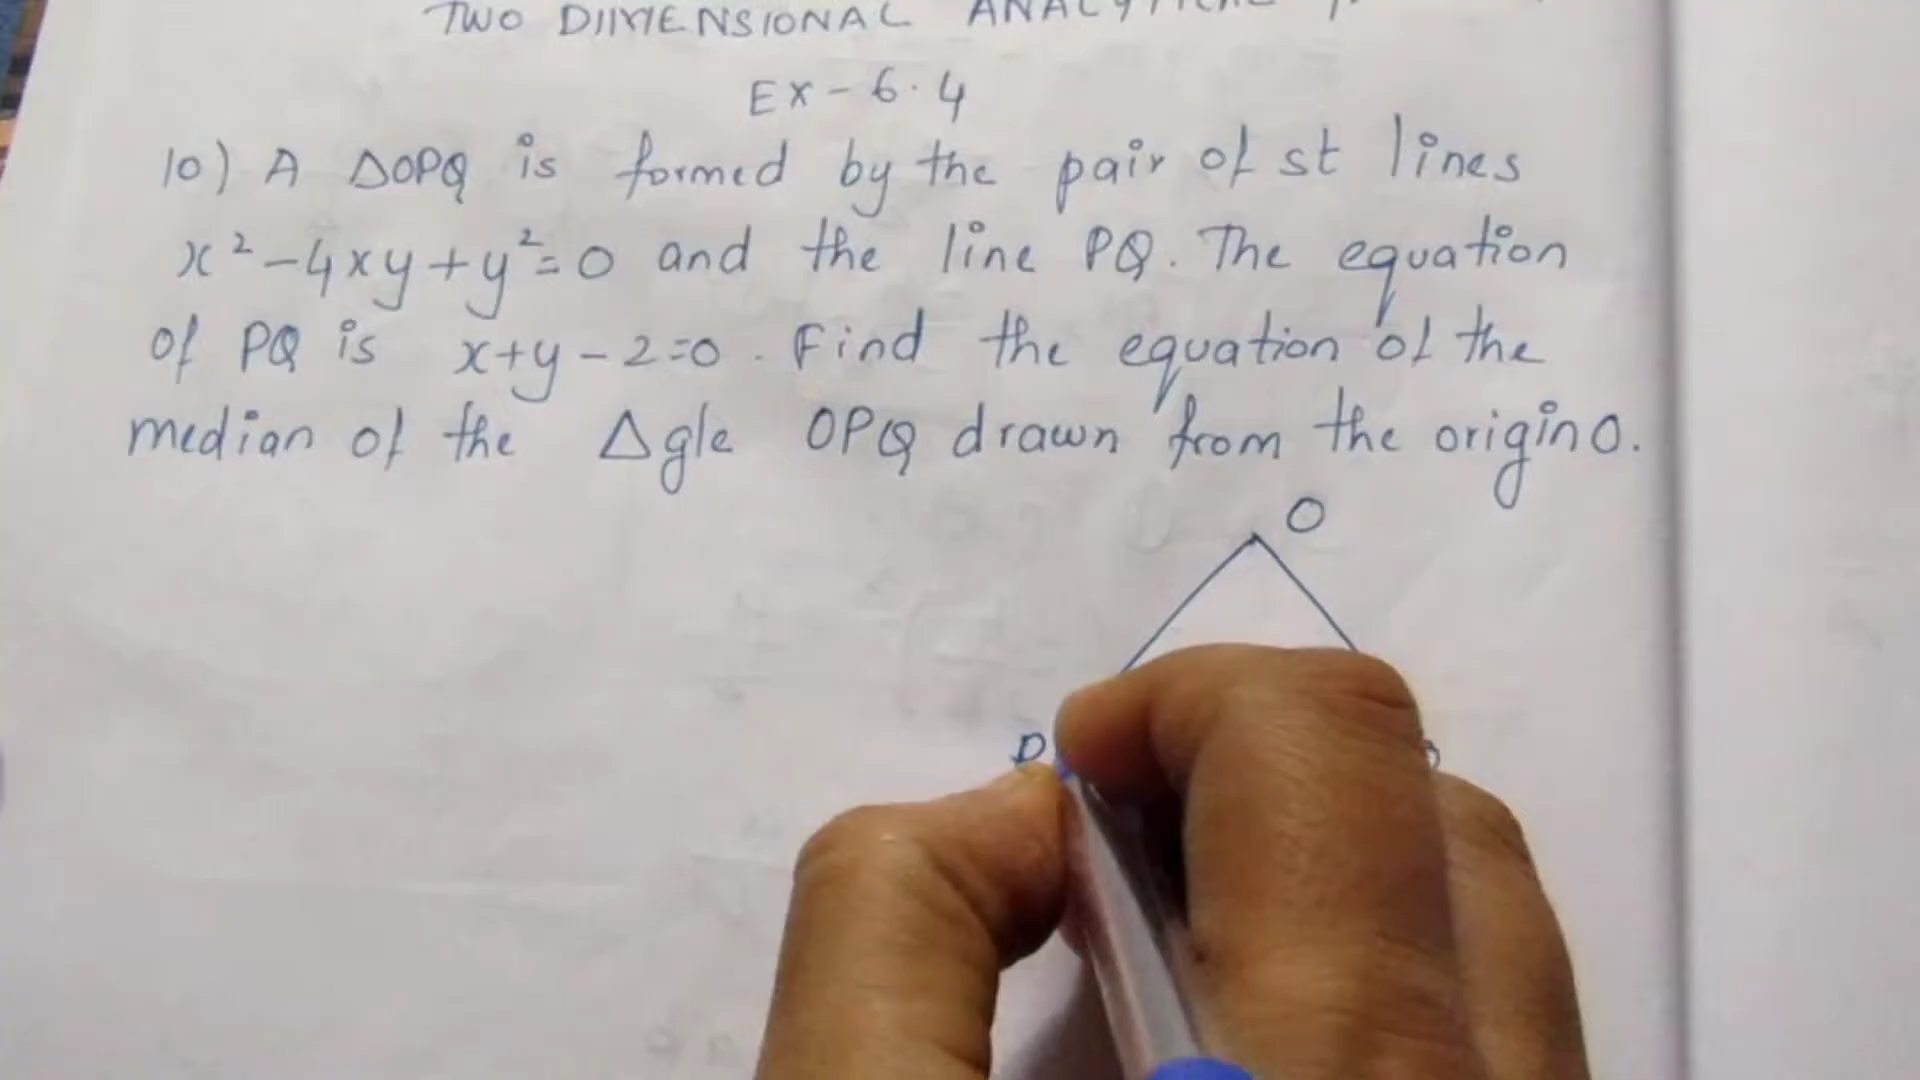 TWO DIMENSIONAL
EX - 6.4
10) A ΔOPQ is formed by the pair of st lines
x² - 4xy + y² = 0 and the line PQ. The equation
of PQ is x+y-2=0. Find the equation of the
median of the Δgle OPQ drawn from the origin O.
O
P